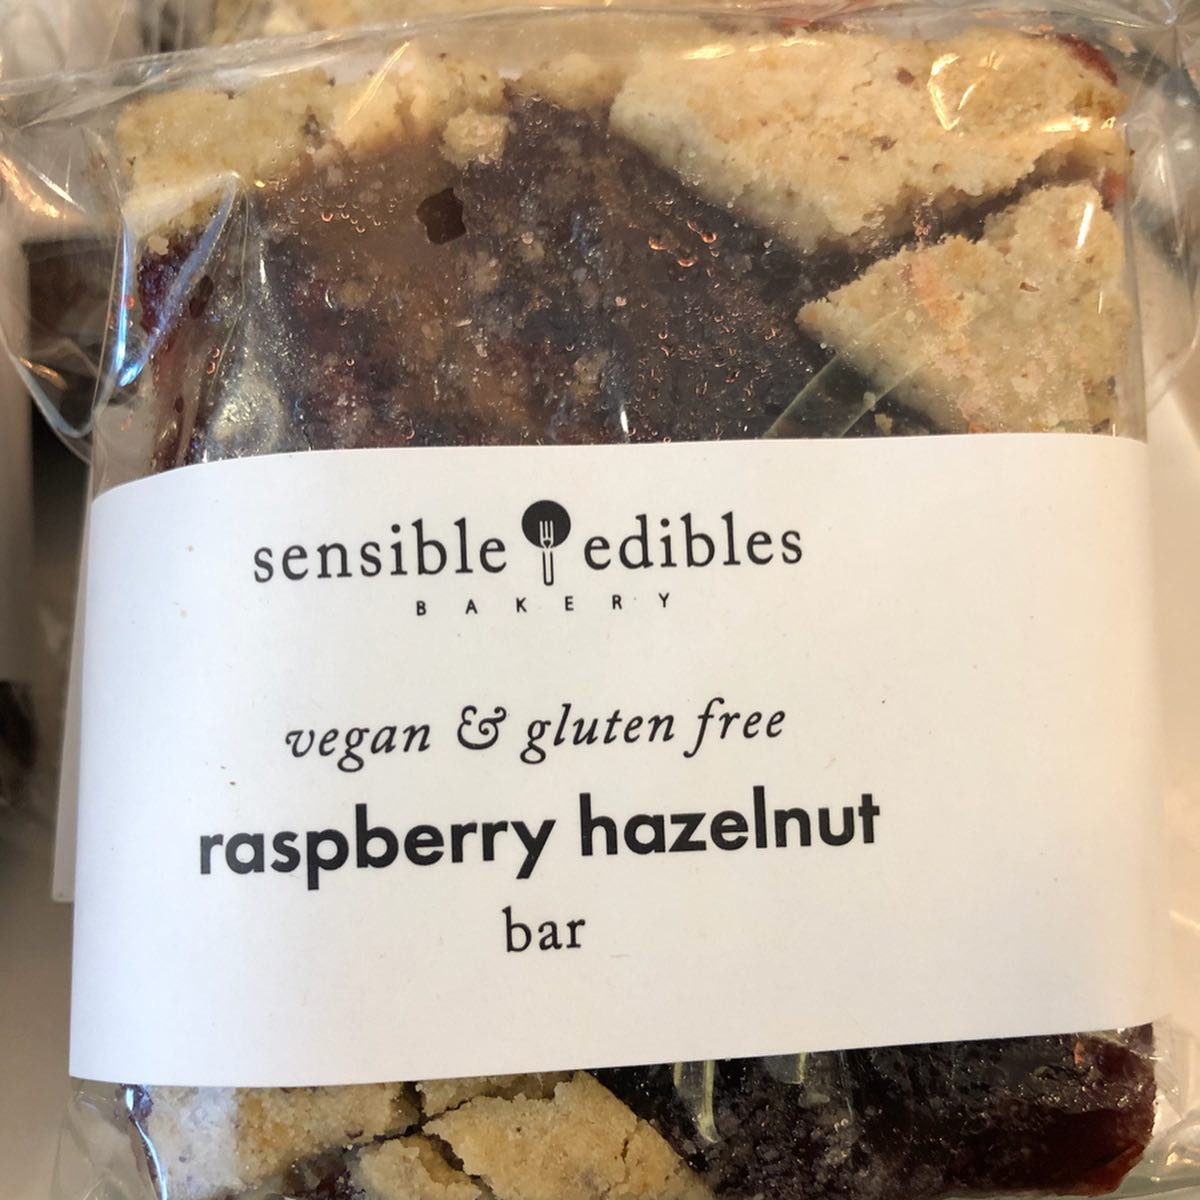 sensible edibles
BAKERY
vegan & gluten free
raspberry hazelnut
bar